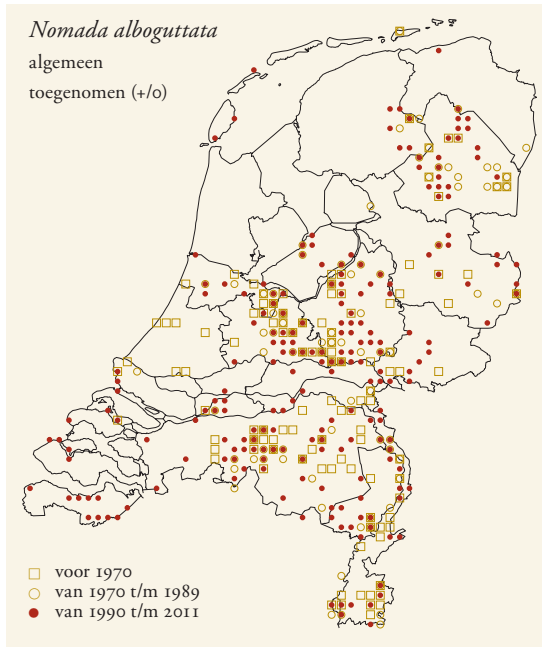 Nomada alboguttata
algemeen
toegenomen (+/0)
voor 1970
van 1970 t/m 1989
van 1990 t/m 2011